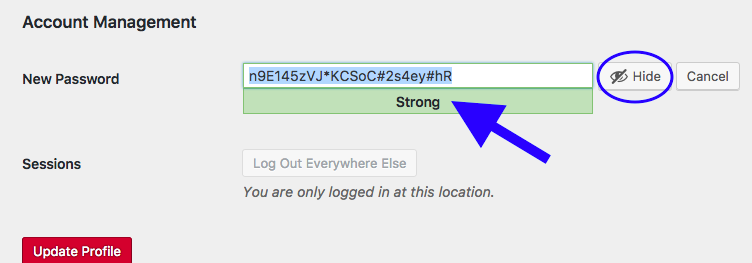 Account Management
New Password n9E145zVJ*KCSoC#2s4ey#hR Hide Cancel
Strong
Sessions Log Out Everywhere Else
You are only logged in at this location.
Update Profile